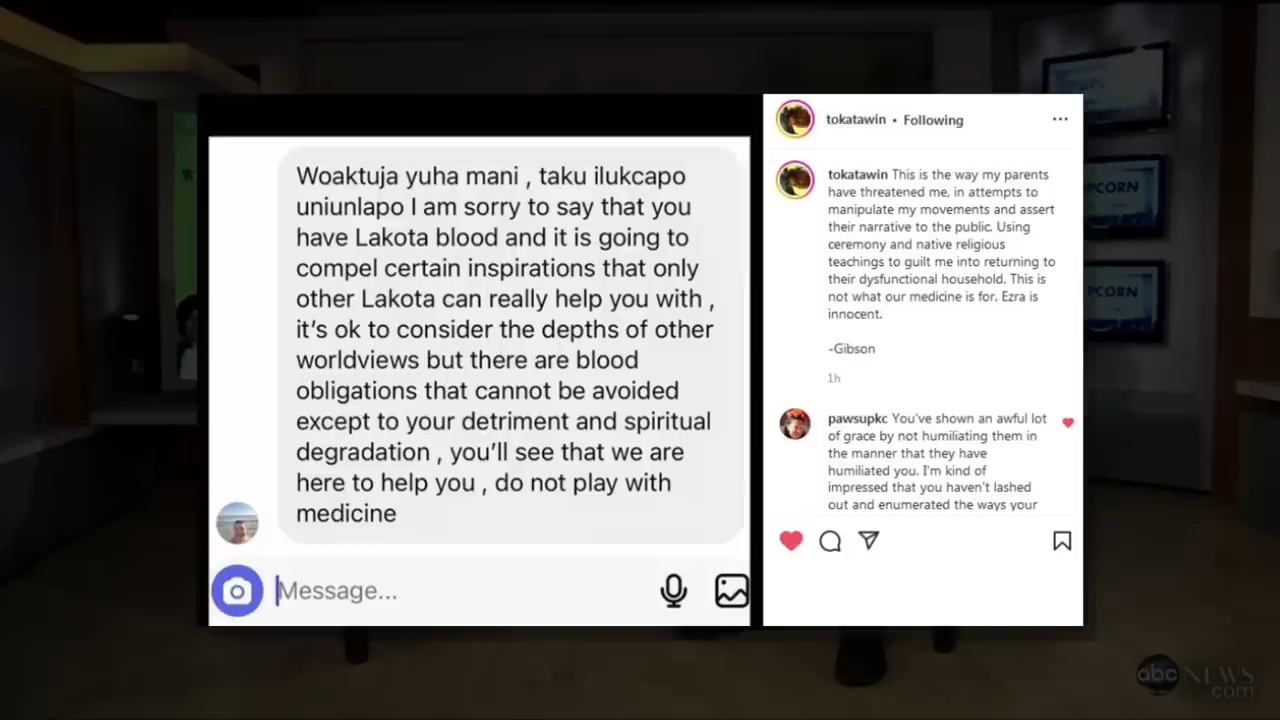 Woaktuja yuha mani , taku ilukcapo
uniunlapo I am sorry to say that you
have Lakota blood and it is going to
compel certain inspirations that only
other Lakota can really help you with ,
it's ok to consider the depths of other
worldviews but there are blood
obligations that cannot be avoided
except to your detriment and spiritual
degradation , you'll see that we are
here to help you , do not play with
medicine
Message...
tokatawin • Following
tokatawin This is the way my parents
have threatened me, in attempts to
manipulate my movements and assert
their narrative to the public. Using
ceremony and native religious
teachings to guilt me into returning to
their dysfunctional household. This is
not what our medicine is for. Ezra is
innocent.
-Gibson
1h
pawsupkc You've shown an awful lot
of grace by not humiliating them in
the manner that they have
humiliated you. I'm kind of
impressed that you haven't lashed
out and enumerated the ways your
PCORN
abc NEWS
.com